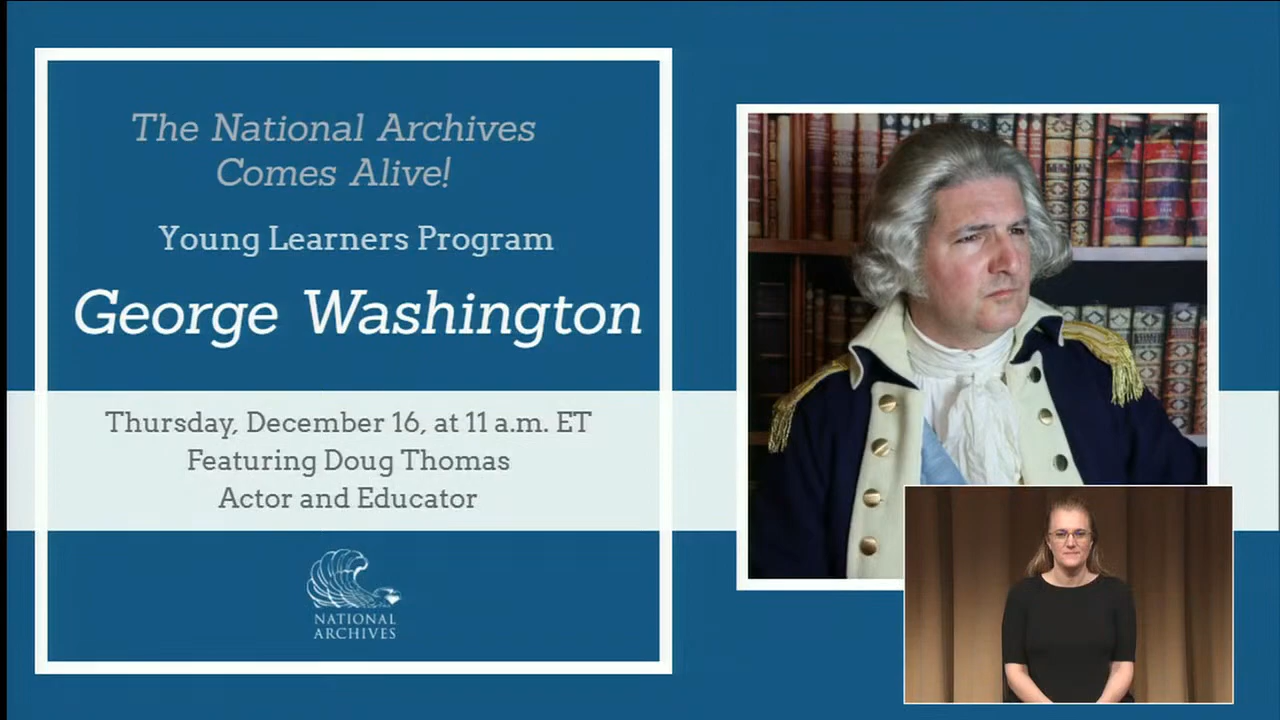 The National Archives
Comes Alive!
Young Learners Program
George Washington
Thursday, December 16, at 11 a.m. ET
Featuring Doug Thomas
Actor and Educator
NATIONAL
ARCHIVES